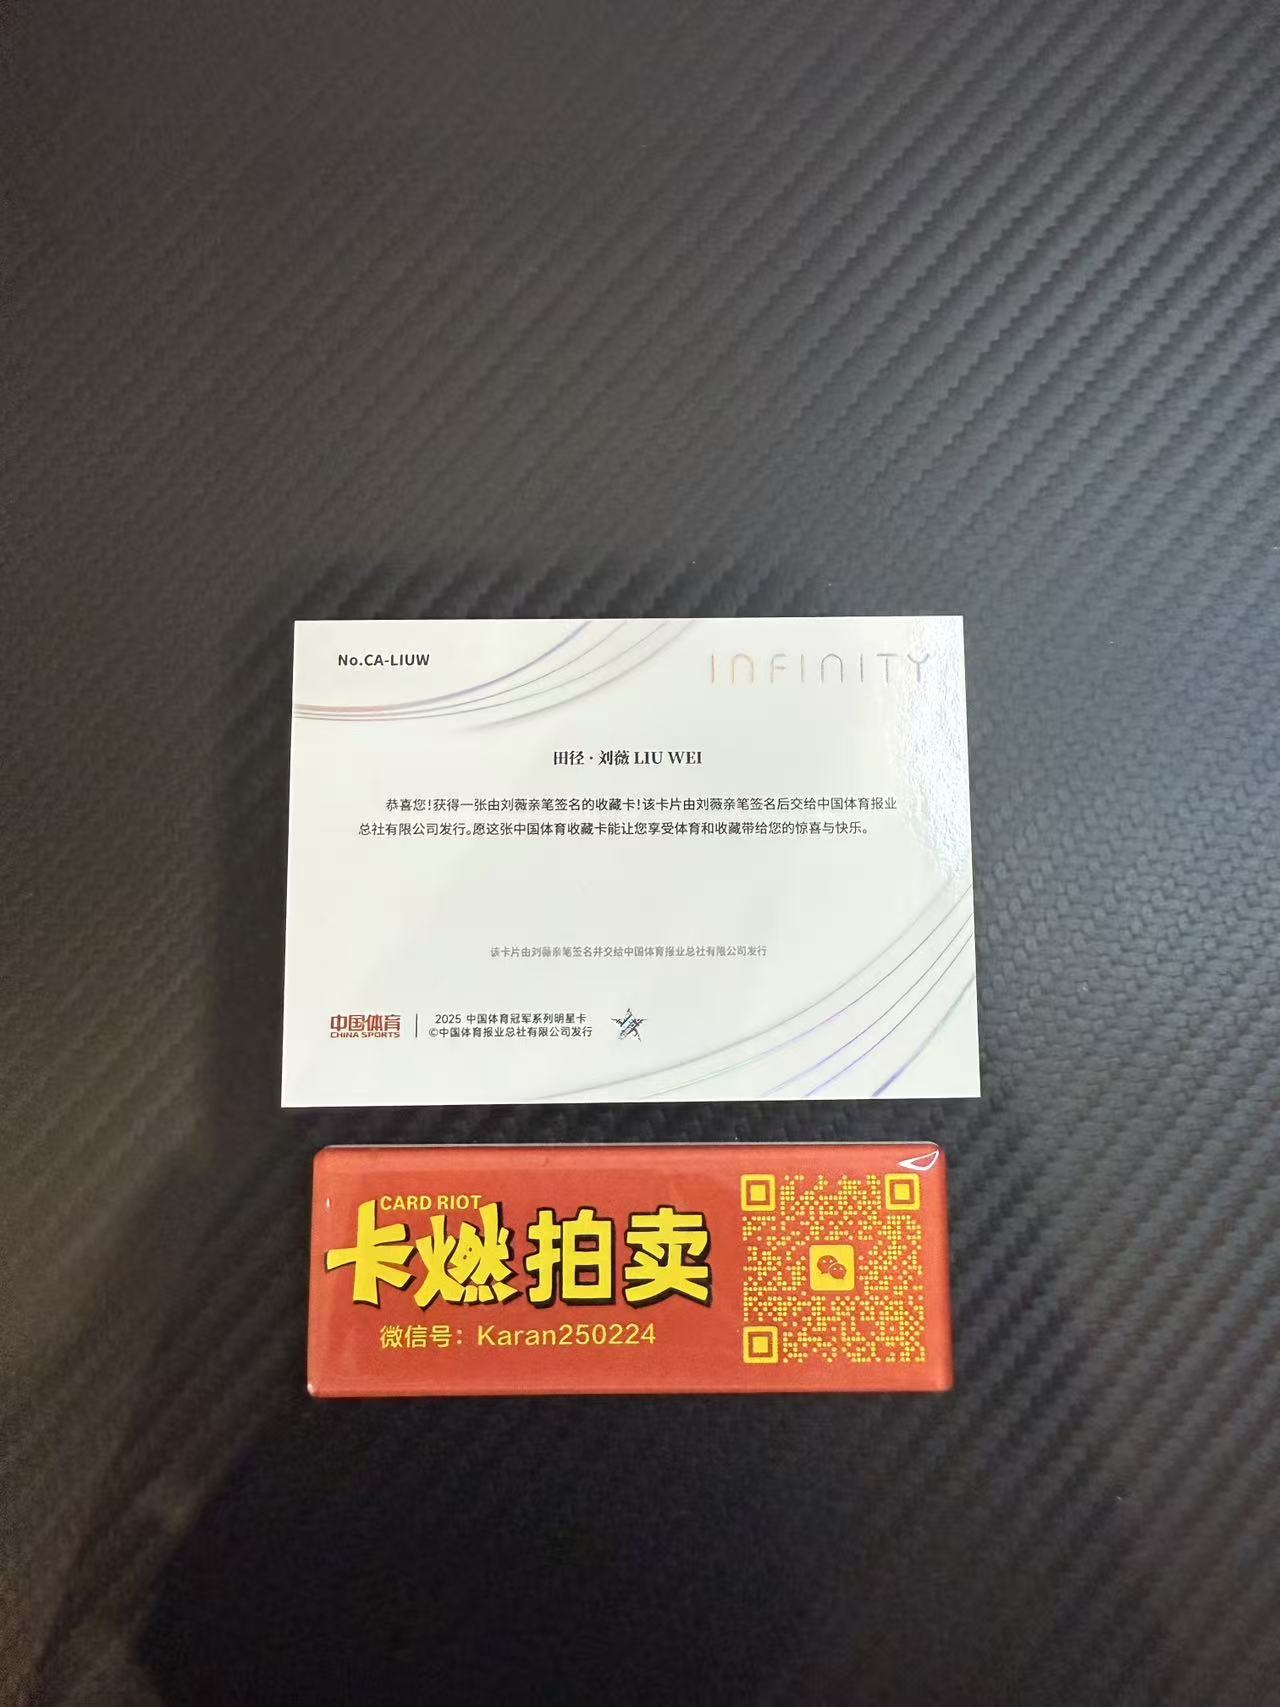 No.CA-LIUW
INFINITY
田径·刘薇 LIU WEI
恭喜您!获得一张由刘薇亲笔签名的收藏卡!该卡片由刘薇亲笔签名后交给中国体育报业
总社有限公司发行。愿这张中国体育收藏卡能让您享受体育和收藏带给您的惊喜与快乐。
该卡片由刘薇亲笔签名并交给中国体育报业总社有限公司发行
中国体育
CHINA SPORTS
2025 中国体育冠军系列明星卡
©中国体育报业总社有限公司发行
CARD RIOT
卡燃拍卖
微信号：Karan250224